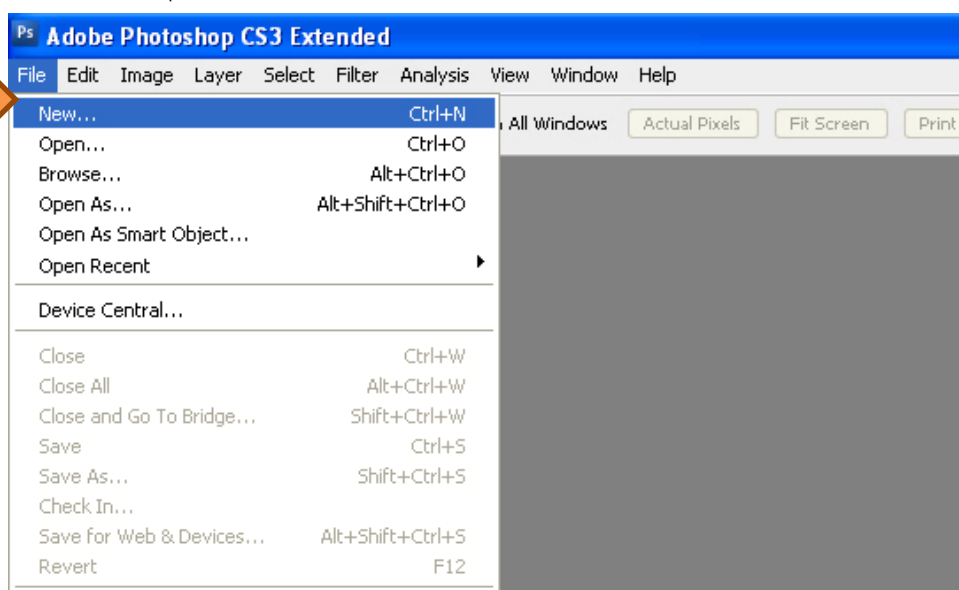 Ps Adobe Photoshop CS3 Extended
File Edit Image Layer Select Filter Analysis View Window Help
New... Ctrl+N
All Windows Actual Pixels Fit Screen Print
Open... Ctrl+O
Browse... Alt+Ctrl+O
Open As... Alt+Shift+Ctrl+O
Open As Smart Object...
Open Recent
Device Central...
Close Ctrl+W
Close All Alt+Ctrl+W
Close and Go To Bridge... Shift+Ctrl+W
Save Ctrl+S
Save As... Shift+Ctrl+S
Check In...
Save for Web & Devices... Alt+Shift+Ctrl+S
Revert F12